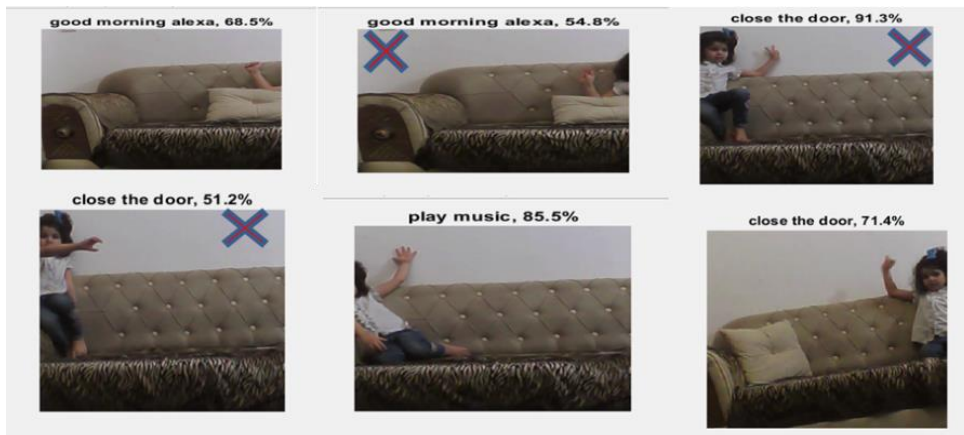 good morning alexa, 68.5%
good morning alexa, 54.8%
close the door, 91.3%
close the door, 51.2%
play music, 85.5%
close the door, 71.4%